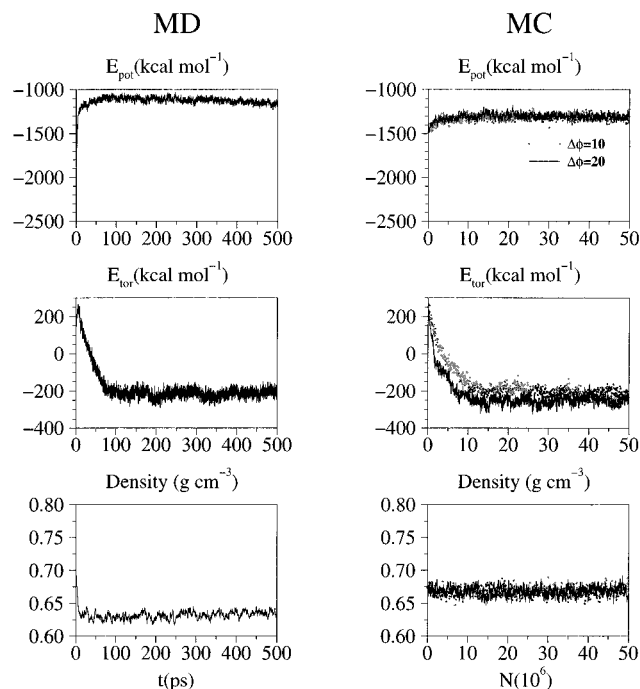 MD
MC
E_pot(kcal mol⁻¹)
E_pot(kcal mol⁻¹)
−1000
−1500
−2000
−2500
0 100 200 300 400 500
−1000
−1500
−2000
−2500
Δφ=10
Δφ=20
0 10 20 30 40 50
E_tor(kcal mol⁻¹)
E_tor(kcal mol⁻¹)
200
0
−200
−400
0 100 200 300 400 500
200
0
−200
−400
0 10 20 30 40 50
Density (g cm⁻³)
Density (g cm⁻³)
0.80
0.75
0.70
0.65
0.60
0 100 200 300 400 500
t(ps)
0.80
0.75
0.70
0.65
0.60
0 10 20 30 40 50
N(10⁶)